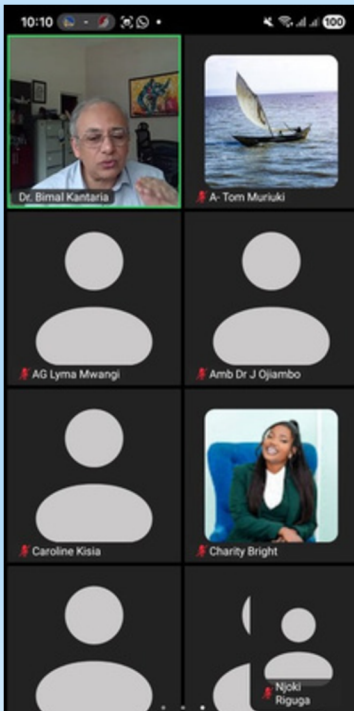 10:10
100
Dr. Bimal Kantaria
A- Tom Muriuki
AG Lyma Mwangi
Amb Dr J Ojiambo
Caroline Kisia
Charity Bright
Njoki
Riguga